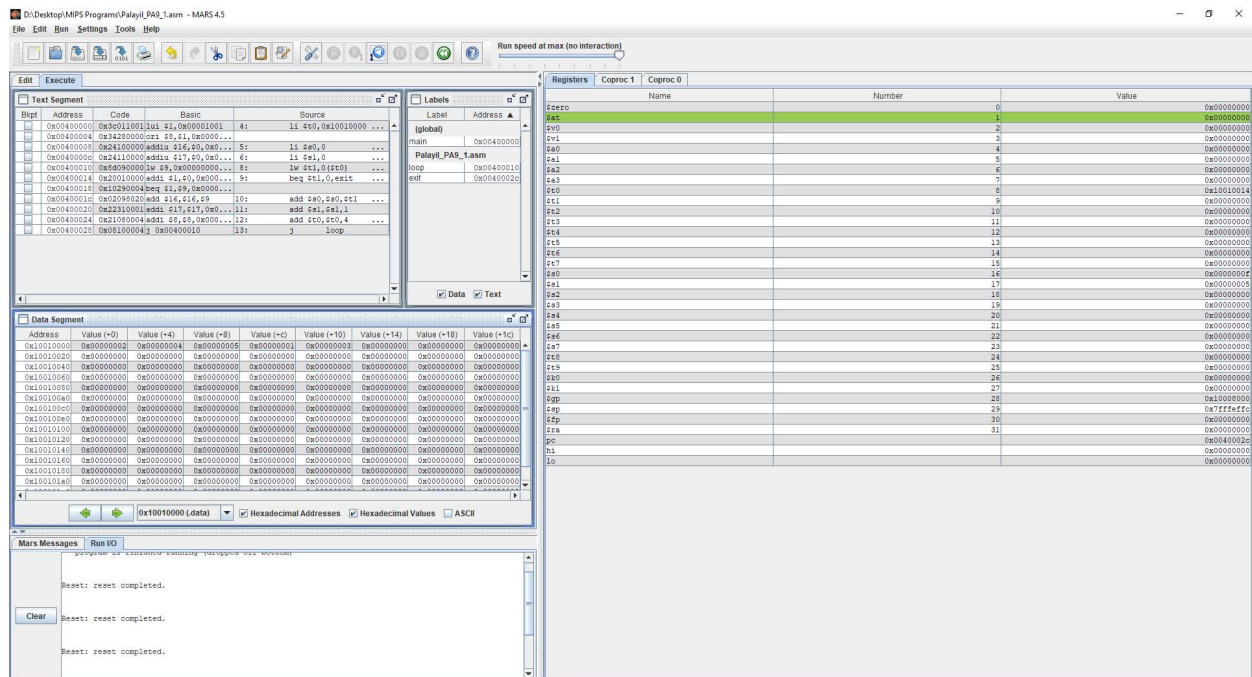 D:\Desktop\MIPS Programs\Palayil_PA9_1.asm - MARS 4.5
File Edit Run Settings Tools Help
Run speed at max (no interaction)
Edit Execute
Text Segment
Bkpt Address Code Basic Source
0x00400000 0x3c011001 lui $1,0x00001001 4: li $t0,0x10010000 ...
0x00400004 0x34280000 ori $8,$1,0x0000...
0x00400008 0x24100000 addiu $16,$0,0x0... 5: li $s0,0
0x0040000c 0x24110000 addiu $17,$0,0x0... 6: li $s1,0
0x00400010 0x8d090000 lw $9,0x00000000... 8: lw $t1,0($t0)
0x00400014 0x20010000 addi $1,$0,0x000... 9: beq $t1,0,exit ...
0x00400018 0x10290004 beq $1,$9,0x0000...
0x0040001c 0x02098020 add $16,$16,$9 10: add $s0,$s0,$t1 ...
0x00400020 0x22310001 addi $17,$17,0x0... 11: add $s1,$s1,1
0x00400024 0x21080004 addi $8,$8,0x000... 12: add $t0,$t0,4 ...
0x00400028 0x08100004 j 0x00400010 13: j loop
Labels
Label Address ▲
(global)
main 0x00400000
Palayil_PA9_1.asm
loop 0x00400010
exit 0x0040002c
Data Text
Data Segment
Address Value (+0) Value (+4) Value (+8) Value (+c) Value (+10) Value (+14) Value (+18) Value (+1c)
0x10010000 0x00000002 0x00000004 0x00000005 0x00000001 0x00000003 0x00000000 0x00000000 0x00000000
0x10010020 0x00000000 0x00000000 0x00000000 0x00000000 0x00000000 0x00000000 0x00000000 0x00000000
0x10010040 0x00000000 0x00000000 0x00000000 0x00000000 0x00000000 0x00000000 0x00000000 0x00000000
0x10010060 0x00000000 0x00000000 0x00000000 0x00000000 0x00000000 0x00000000 0x00000000 0x00000000
0x10010080 0x00000000 0x00000000 0x00000000 0x00000000 0x00000000 0x00000000 0x00000000 0x00000000
0x100100a0 0x00000000 0x00000000 0x00000000 0x00000000 0x00000000 0x00000000 0x00000000 0x00000000
0x100100c0 0x00000000 0x00000000 0x00000000 0x00000000 0x00000000 0x00000000 0x00000000 0x00000000
0x100100e0 0x00000000 0x00000000 0x00000000 0x00000000 0x00000000 0x00000000 0x00000000 0x00000000
0x10010100 0x00000000 0x00000000 0x00000000 0x00000000 0x00000000 0x00000000 0x00000000 0x00000000
0x10010120 0x00000000 0x00000000 0x00000000 0x00000000 0x00000000 0x00000000 0x00000000 0x00000000
0x10010140 0x00000000 0x00000000 0x00000000 0x00000000 0x00000000 0x00000000 0x00000000 0x00000000
0x10010160 0x00000000 0x00000000 0x00000000 0x00000000 0x00000000 0x00000000 0x00000000 0x00000000
0x10010180 0x00000000 0x00000000 0x00000000 0x00000000 0x00000000 0x00000000 0x00000000 0x00000000
0x100101a0 0x00000000 0x00000000 0x00000000 0x00000000 0x00000000 0x00000000 0x00000000 0x00000000
0x10010000 (.data) Hexadecimal Addresses Hexadecimal Values ASCII
Mars Messages Run I/O
program is finished running (dropped off bottom)
Reset: reset completed.
Reset: reset completed.
Reset: reset completed.
Clear
Registers Coproc 1 Coproc 0
Name Number Value
$zero 0 0x00000000
$at 1 0x00000000
$v0 2 0x00000000
$v1 3 0x00000000
$a0 4 0x00000000
$a1 5 0x00000000
$a2 6 0x00000000
$a3 7 0x00000000
$t0 8 0x10010014
$t1 9 0x00000000
$t2 10 0x00000000
$t3 11 0x00000000
$t4 12 0x00000000
$t5 13 0x00000000
$t6 14 0x00000000
$t7 15 0x00000000
$s0 16 0x0000000f
$s1 17 0x00000005
$s2 18 0x00000000
$s3 19 0x00000000
$s4 20 0x00000000
$s5 21 0x00000000
$s6 22 0x00000000
$s7 23 0x00000000
$t8 24 0x00000000
$t9 25 0x00000000
$k0 26 0x00000000
$k1 27 0x00000000
$gp 28 0x10008000
$sp 29 0x7fffeffc
$fp 30 0x00000000
$ra 31 0x00000000
pc 0x0040002c
hi 0x00000000
lo 0x00000000